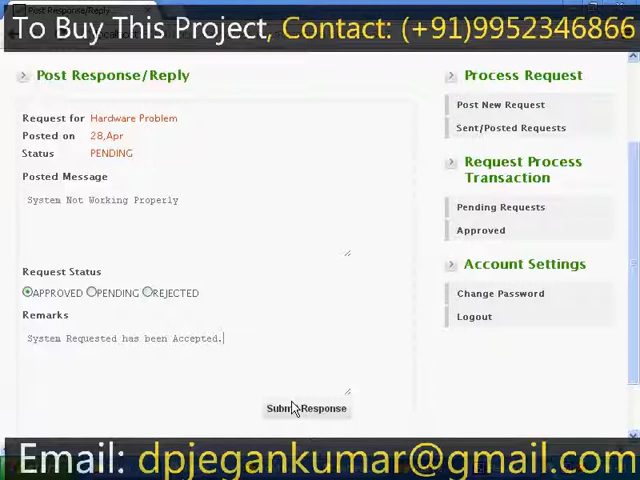 Post Response/Reply...
To Buy This Project, Contact: (+91)9952346866
Post Response/Reply
Request for Hardware Problem
Posted on 28,Apr
Status PENDING
Posted Message
System Not Working Properly
Request Status
APPROVED PENDING REJECTED
Remarks
System Requested has been Accepted.
Submit Response
Process Request
Post New Request
Sent/Posted Requests
Request Process
Transaction
Pending Requests
Approved
Account Settings
Change Password
Logout
Email: dpjegankumar@gmail.com